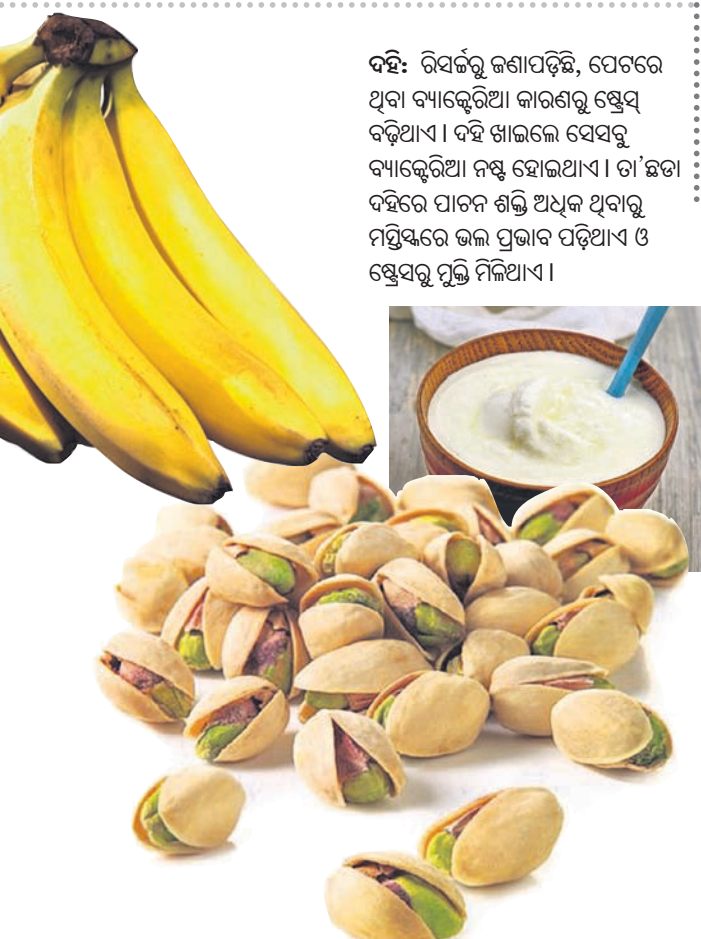 ଦହି: ରିସର୍ଚ୍ଚରୁ ଜଣାପଡ଼ିଛି, ପେଟରେ
ଥିବା ବ୍ୟାକ୍ଟେରିଆ କାରଣରୁ ଷ୍ଟ୍ରେସ୍
ବଢ଼ିଥାଏ । ଦହି ଖାଇଲେ ସେସବୁ
ବ୍ୟାକ୍ଟେରିଆ ନଷ୍ଟ ହୋଇଥାଏ । ତା'ଛଡା
ଦହିରେ ପାଚନ ଶକ୍ତି ଅଧିକ ଥିବାରୁ
ମସ୍ତିସ୍କରେ ଭଲ ପ୍ରଭାବ ପଡ଼ିଥାଏ ଓ
ଷ୍ଟ୍ରେସରୁ ମୁକ୍ତି ମିଳିଥାଏ ।